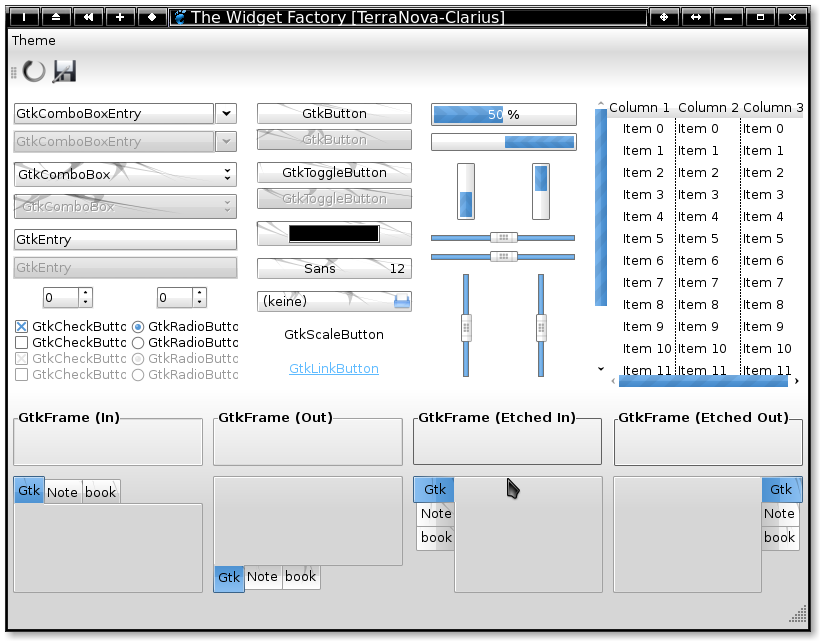 The Widget Factory [TerraNova-Clarius]
Theme
GtkComboBoxEntry
GtkComboBoxEntry
GtkComboBox
GtkComboBox
GtkEntry
GtkEntry
0 0
GtkCheckButto GtkRadioButto
GtkCheckButto GtkRadioButto
GtkCheckButto GtkRadioButto
GtkCheckButto GtkRadioButto
GtkButton
GtkButton
GtkToggleButton
GtkToggleButton
Sans 12
(keine)
GtkScaleButton
GtkLinkButton
50 %
Column 1 Column 2 Column 3
Item 0 Item 0 Item 0
Item 1 Item 1 Item 1
Item 2 Item 2 Item 2
Item 3 Item 3 Item 3
Item 4 Item 4 Item 4
Item 5 Item 5 Item 5
Item 6 Item 6 Item 6
Item 7 Item 7 Item 7
Item 8 Item 8 Item 8
Item 9 Item 9 Item 9
Item 10 Item 10 Item 10
Item 11 Item 11 Item 11
GtkFrame (In) GtkFrame (Out) GtkFrame (Etched In) GtkFrame (Etched Out)
Gtk Note book
Gtk Note book
Gtk
Note
book
Gtk
Note
book